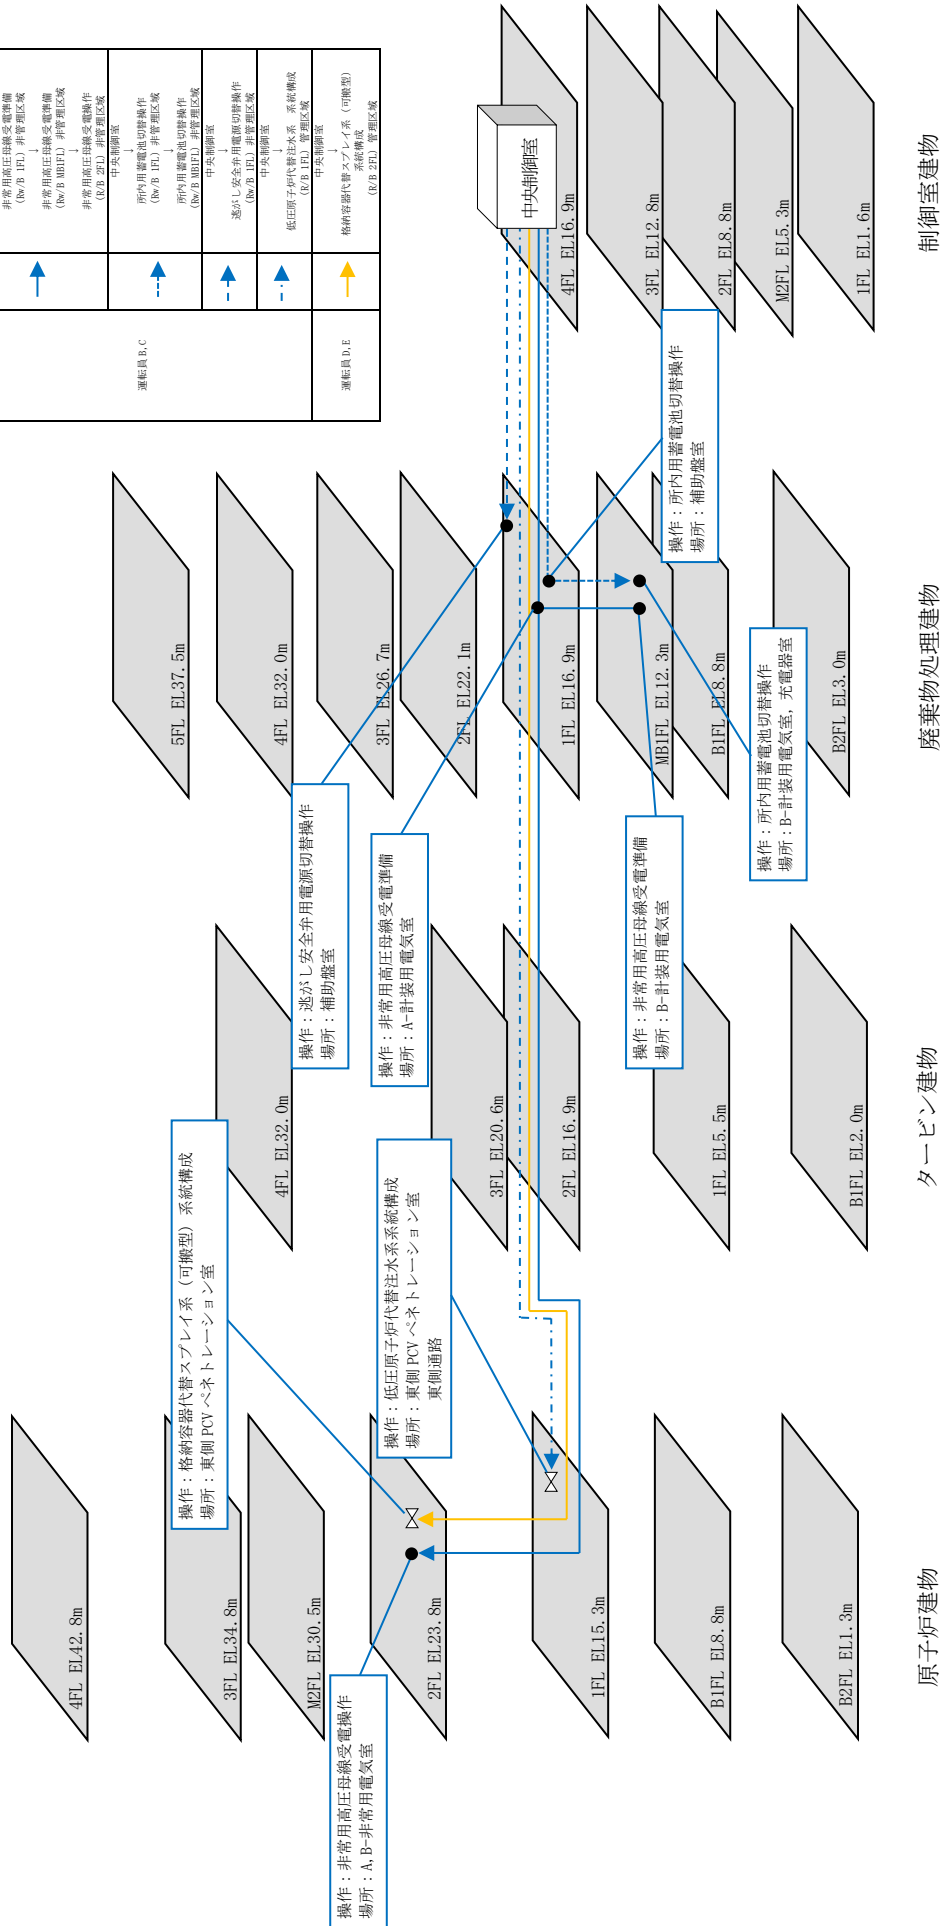 非常用高圧母線受電準備
（Rw/B 1FL）非管理区域
↓
非常用高圧母線受電準備
（Rw/B MB1FL）非管理区域
↓
非常用高圧母線受電操作
（R/B 2FL）非管理区域
中央制御室
↓
所内用蓄電池切替操作
（Rw/B 1FL）非管理区域
↓
所内用蓄電池切替操作
（Rw/B MB1FL）非管理区域
中央制御室
↓
逃がし安全弁用電源切替操作
（Rw/B 1FL）非管理区域
中央制御室
↓
低圧原子炉代替注水系 系統構成
（R/B 1FL）管理区域
中央制御室
↓
格納容器代替スプレイ系（可搬型）
系統構成
（R/B 2FL）管理区域
運転員 B,C
運転員 D,E
中央制御室
4FL EL16.9m
3FL EL12.8m
2FL EL8.8m
M2FL EL5.3m
1FL EL1.6m
制御室建物
5FL EL37.5m
4FL EL32.0m
3FL EL26.7m
2FL EL22.1m
1FL EL16.9m
MB1FL EL12.3m
B1FL EL8.8m
B2FL EL3.0m
廃棄物処理建物
操作：所内用蓄電池切替操作
場所：補助盤室
操作：所内用蓄電池切替操作
場所：B-計装用電気室，充電器室
操作：逃がし安全弁用電源切替操作
場所：補助盤室
操作：非常用高圧母線受電準備
場所：A-計装用電気室
操作：非常用高圧母線受電準備
場所：B-計装用電気室
4FL EL32.0m
3FL EL20.6m
2FL EL16.9m
1FL EL5.5m
B1FL EL2.0m
タービン建物
操作：格納容器代替スプレイ系（可搬型）系統構成
場所：東側 PCV ペネトレーション室
操作：低圧原子炉代替注水系系統構成
場所：東側 PCV ペネトレーション室
東側通路
4FL EL42.8m
3FL EL34.8m
M2FL EL30.5m
2FL EL23.8m
1FL EL15.3m
B1FL EL8.8m
B2FL EL1.3m
原子炉建物
操作：非常用高圧母線受電操作
場所：A,B-非常用電気室